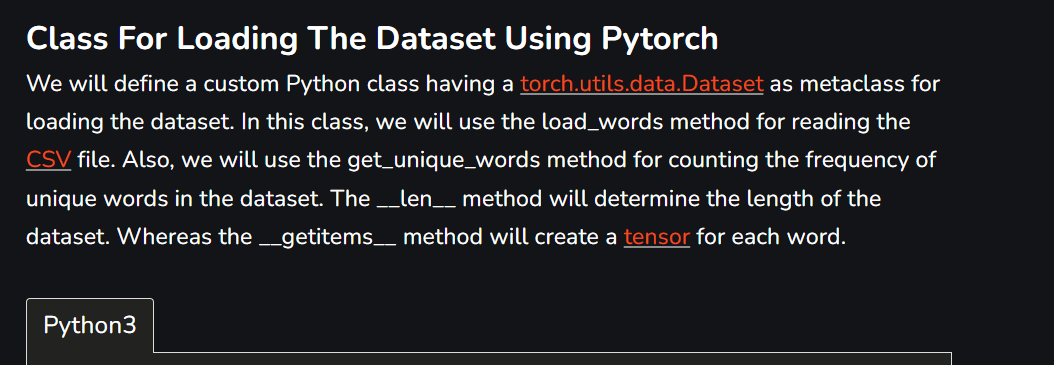 Class For Loading The Dataset Using Pytorch
We will define a custom Python class having a torch.utils.data.Dataset as metaclass for
loading the dataset. In this class, we will use the load_words method for reading the
CSV file. Also, we will use the get_unique_words method for counting the frequency of
unique words in the dataset. The __len__ method will determine the length of the
dataset. Whereas the __getitems__ method will create a tensor for each word.
Python3